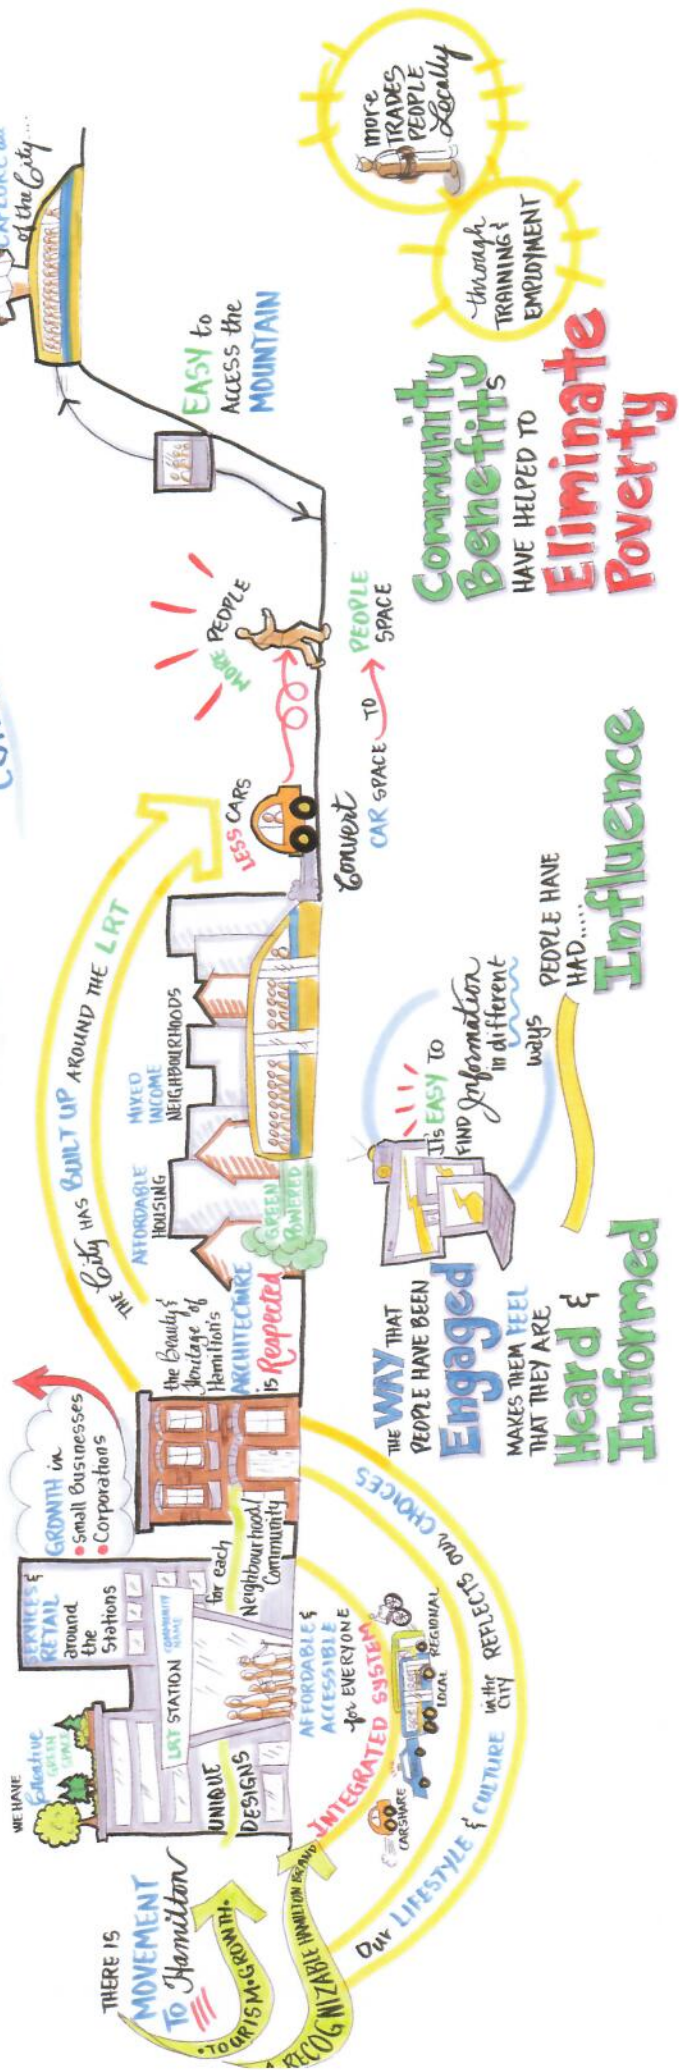 THERE IS
MOVEMENT
TO Hamilton
•TOURISM•GROWTH•
RECOGNIZABLE HAMILTON BRAND
WE HAVE
Creative
GREEN
SPACE
SERVICES &
RETAIL
around
the
Stations
GROWTH in
• Small Businesses
• Corporations
LRT STATION
COMMUNITY
NAME
UNIQUE
DESIGNS
for each
Neighbourhood/
Community
AFFORDABLE &
ACCESSIBLE
for EVERYONE
INTEGRATED SYSTEM
CARSHARE
LOCAL
REGIONAL
Our LIFESTYLE & CULTURE in the CITY REFLECTS OUR CHOICES
the Beauty &
Heritage of
Hamilton's
ARCHITECTURE
is Respected
THE City HAS BUILT UP AROUND THE LRT
AFFORDABLE
HOUSING
MIXED
INCOME
NEIGHBOURHOODS
GREEN
POWERED
LESS CARS
MORE PEOPLE
Convert
CAR SPACE TO PEOPLE
SPACE
EASY to
ACCESS the
MOUNTAIN
of the City....
THE WAY THAT
PEOPLE HAVE BEEN
Engaged
MAKES THEM FEEL
THAT THEY ARE
Heard &
Informed
It's EASY TO
FIND Information
in different
ways
PEOPLE HAVE
HAD.....
Influence
Community
Benefits
HAVE HELPED TO
Eliminate
Poverty
through
TRAINING &
EMPLOYMENT
more
TRADES
PEOPLE
Locally